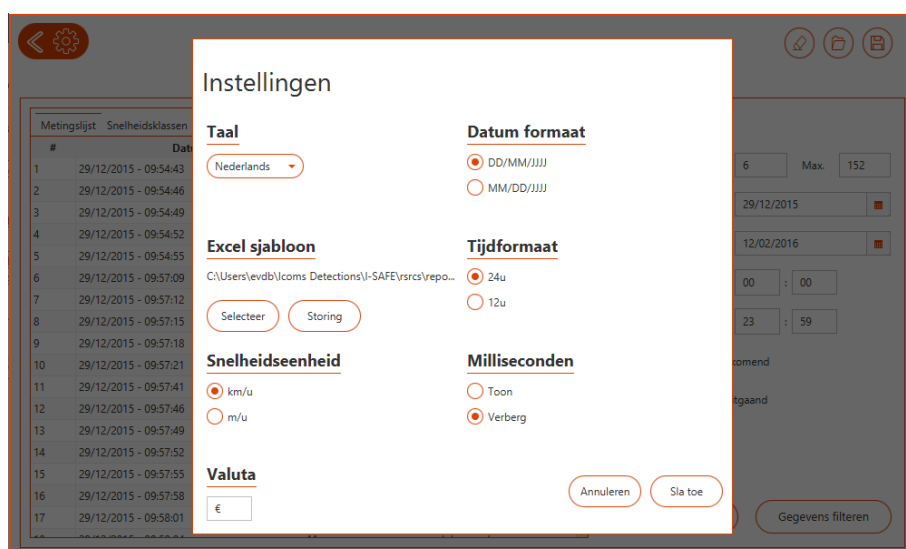 Instellingen
Taal
Nederlands
Datum formaat
DD/MM/JJJJ
MM/DD/JJJJ
Excel sjabloon
C:\Users\evdb\Icoms Detections\I-SAFE\rsrcs\repo...
Selecteer
Storing
Tijdformaat
24u
12u
Snelheidseenheid
km/u
m/u
Milliseconden
Toon
Verberg
Valuta
€
Annuleren
Sla toe
Metingslijst Snelheidsklassen
# Dat
1 29/12/2015 - 09:54:43
2 29/12/2015 - 09:54:46
3 29/12/2015 - 09:54:49
4 29/12/2015 - 09:54:52
5 29/12/2015 - 09:54:55
6 29/12/2015 - 09:57:09
7 29/12/2015 - 09:57:12
8 29/12/2015 - 09:57:15
9 29/12/2015 - 09:57:18
10 29/12/2015 - 09:57:21
11 29/12/2015 - 09:57:41
12 29/12/2015 - 09:57:46
13 29/12/2015 - 09:57:49
14 29/12/2015 - 09:57:52
15 29/12/2015 - 09:57:55
16 29/12/2015 - 09:57:58
17 29/12/2015 - 09:58:01
6 Max. 152
29/12/2015
12/02/2016
00 : 00
23 : 59
komend
itgaand
Gegevens filteren